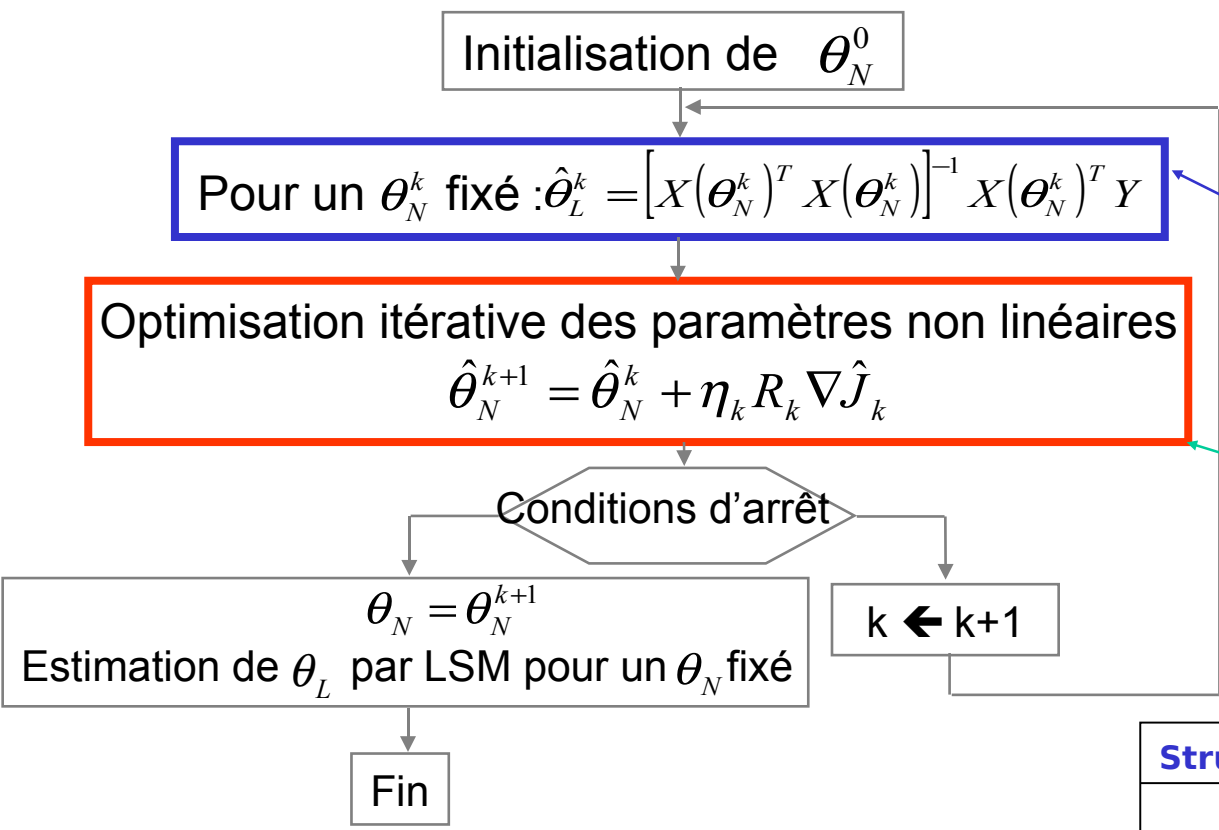 Initialisation de θ_N^0
Pour un θ_N^k fixé :θ̂_L^k = [X(θ_N^k)^T X(θ_N^k)]^{-1} X(θ_N^k)^T Y
Optimisation itérative des paramètres non linéaires
θ̂_N^{k+1} = θ̂_N^k + η_k R_k ∇Ĵ_k
Conditions d'arrêt
θ_N = θ_N^{k+1}
Estimation de θ_L par LSM pour un θ_N fixé
k 🡸 k+1
Fin